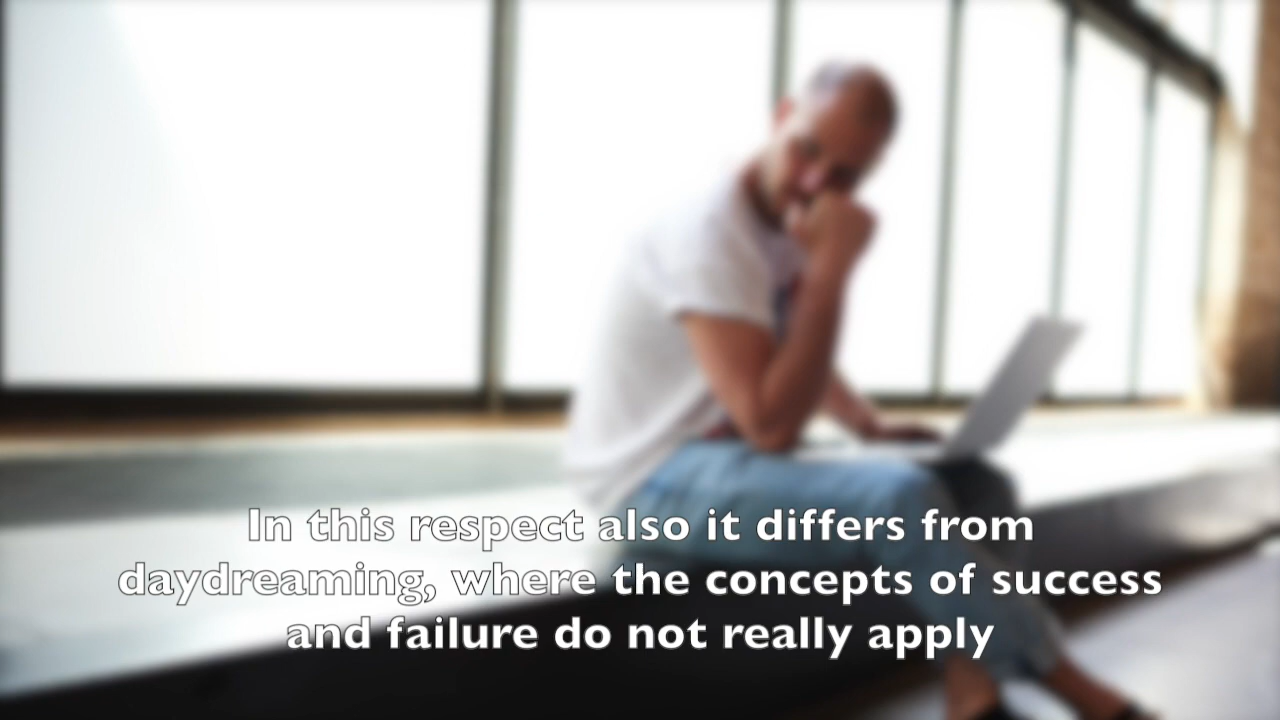 In this respect also it differs from
daydreaming, where the concepts of success
and failure do not really apply